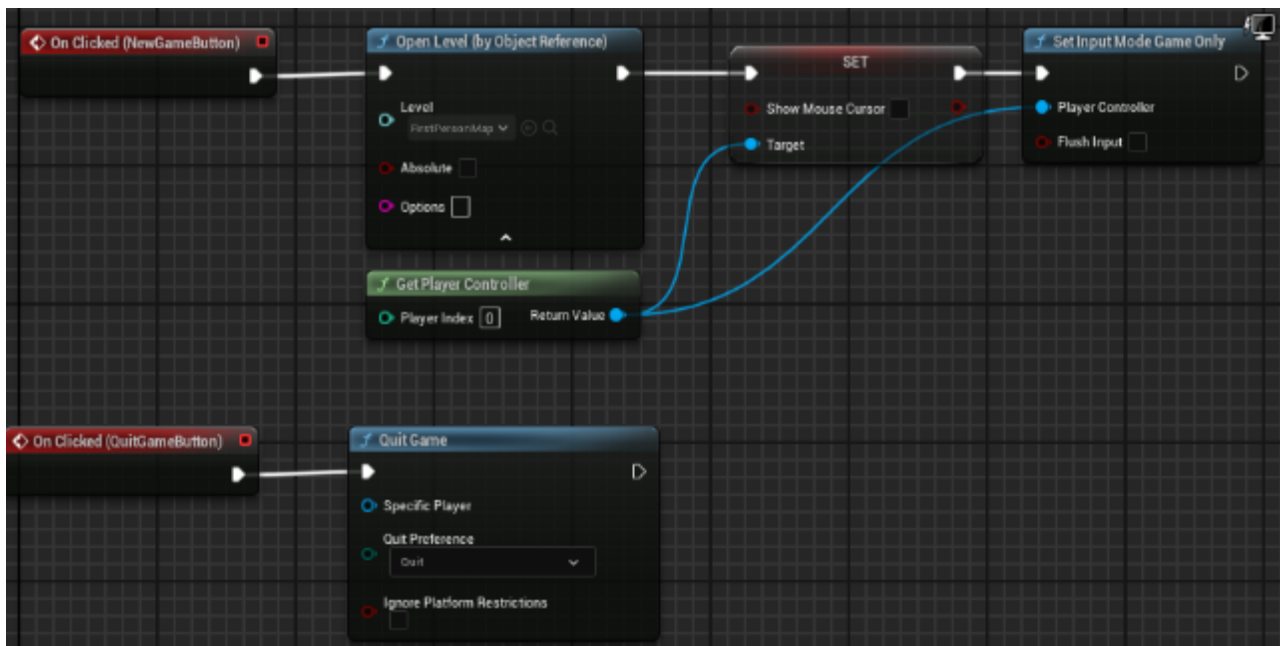 On Clicked (NewGameButton)
Open Level (by Object Reference)
Level
FirstPersonMap
Absolute
Options
SET
Show Mouse Cursor
Target
Set Input Mode Game Only
Player Controller
Flush Input
Get Player Controller
Player Index 0 Return Value
On Clicked (QuitGameButton)
Quit Game
Specific Player
Quit Preference
Quit
Ignore Platform Restrictions